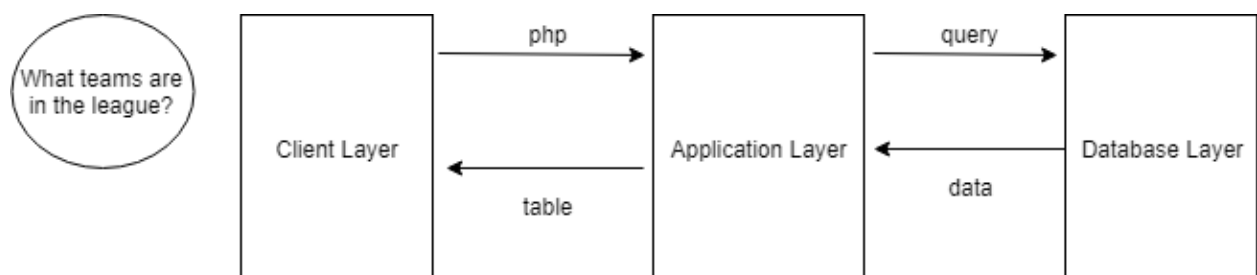 What teams are
in the league?
Client Layer
php
table
Application Layer
query
data
Database Layer